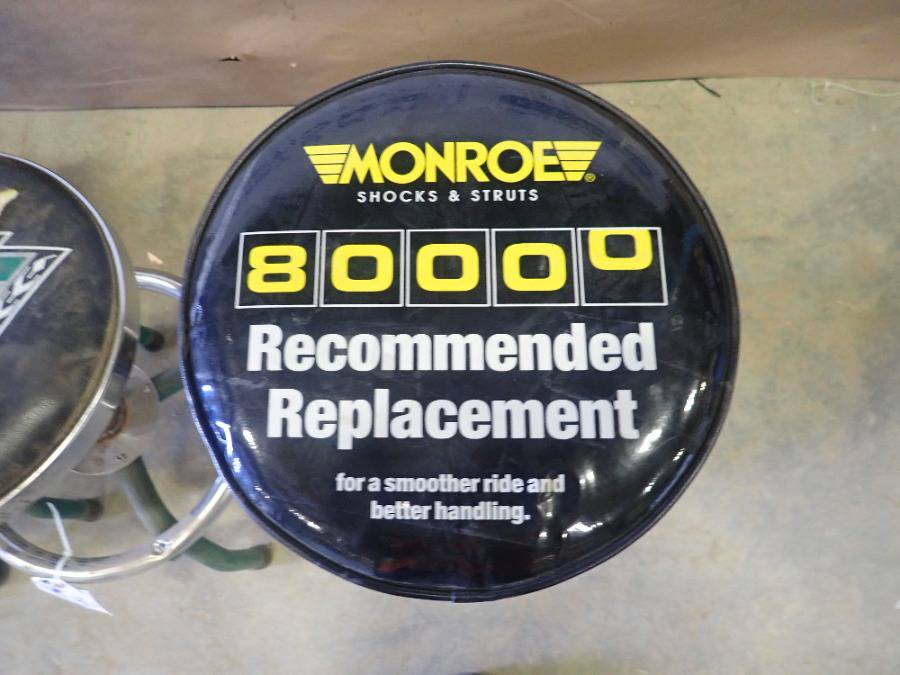 MONROE®
SHOCKS & STRUTS
80000
Recommended
Replacement
for a smoother ride and
better handling.